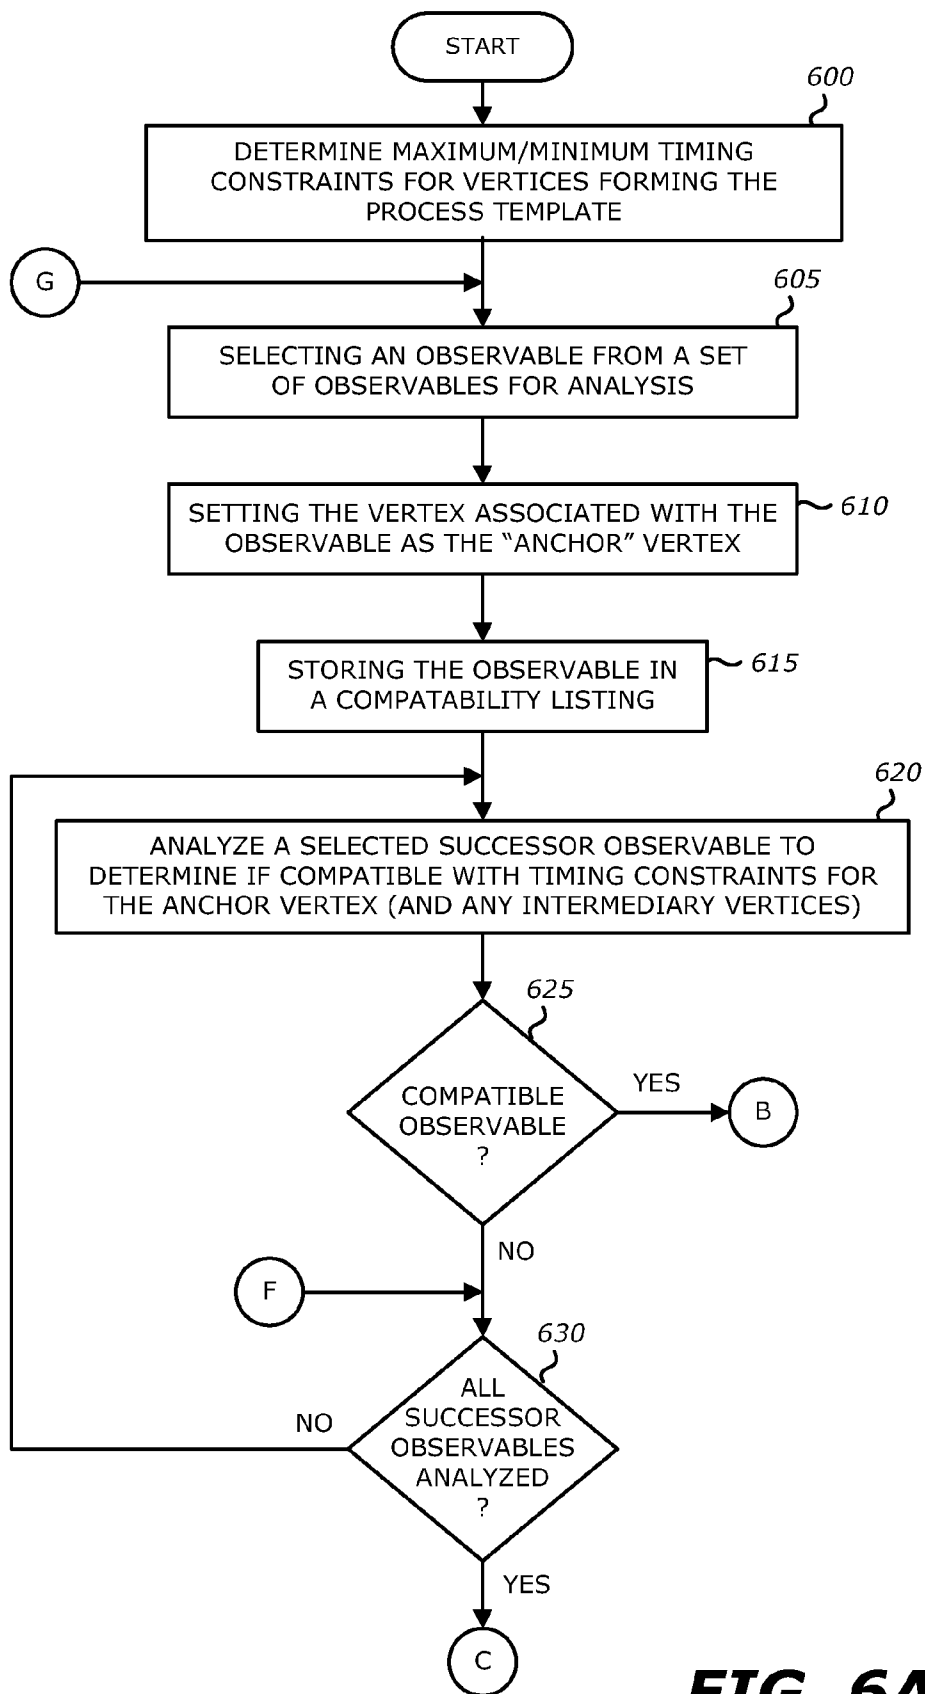 START
600
DETERMINE MAXIMUM/MINIMUM TIMING
CONSTRAINTS FOR VERTICES FORMING THE
PROCESS TEMPLATE
G
605
SELECTING AN OBSERVABLE FROM A SET
OF OBSERVABLES FOR ANALYSIS
SETTING THE VERTEX ASSOCIATED WITH THE
OBSERVABLE AS THE “ANCHOR” VERTEX
610
STORING THE OBSERVABLE IN
A COMPATABILITY LISTING
615
620
ANALYZE A SELECTED SUCCESSOR OBSERVABLE TO
DETERMINE IF COMPATIBLE WITH TIMING CONSTRAINTS FOR
THE ANCHOR VERTEX (AND ANY INTERMEDIARY VERTICES)
625
COMPATIBLE
OBSERVABLE
?
YES
B
NO
F
630
ALL
SUCCESSOR
OBSERVABLES
ANALYZED
?
NO
YES
C
FIG. 6A